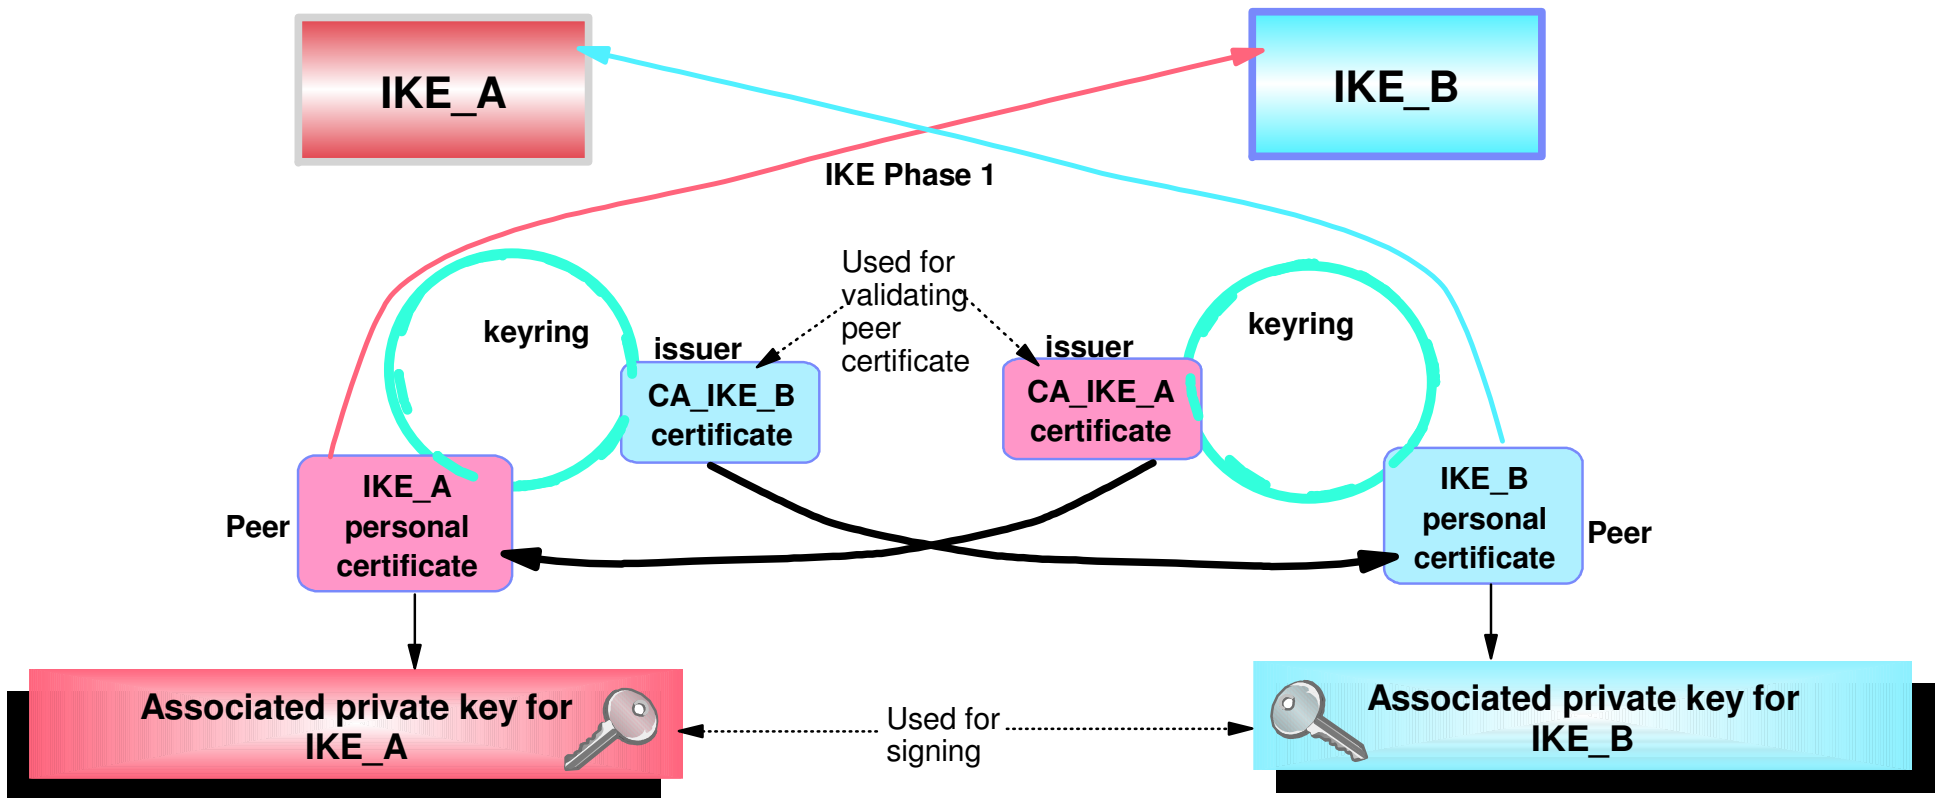 IKE_A
IKE_B
IKE Phase 1
Used for
validating
peer
certificate
keyring
keyring
issuer
issuer
CA_IKE_B
certificate
CA_IKE_A
certificate
IKE_A
personal
certificate
Peer
IKE_B
personal
certificate
Peer
Associated private key for
IKE_A
Used for
signing
Associated private key for
IKE_B